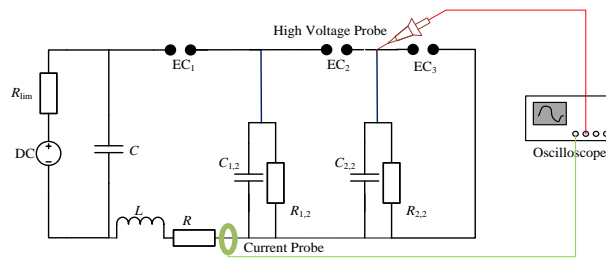 High Voltage Probe
EC1
EC2
EC3
Rlim
DC
C
C1,2
R1,2
C2,2
R2,2
Oscilloscope
L
R
Current Probe